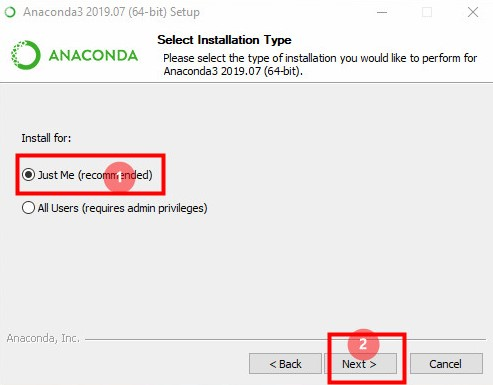 Anaconda3 2019.07 (64-bit) Setup
ANACONDA
Select Installation Type
Please select the type of installation you would like to perform for
Anaconda3 2019.07 (64-bit).
Install for:
Just Me (recommended)
1
All Users (requires admin privileges)
Anaconda, Inc.
2
< Back Next > Cancel